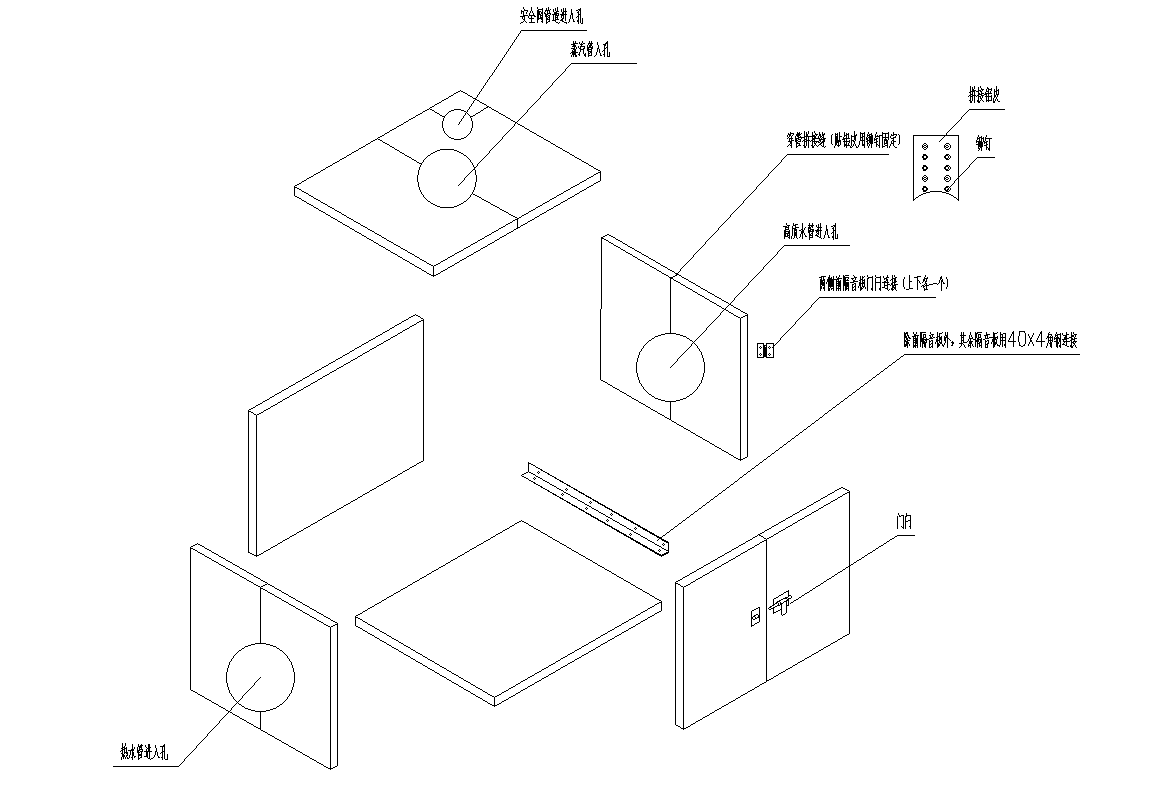 安全阀管道进入孔
蒸汽管入孔
拼接铝皮
穿管拼接缝（贴铝皮用铆钉固定）
铆钉
高质水管进入孔
两侧前隔音板门闩连接（上下各一个）
除前隔音板外，其余隔音板用40x4角钢连接
门闩
热水管进入孔